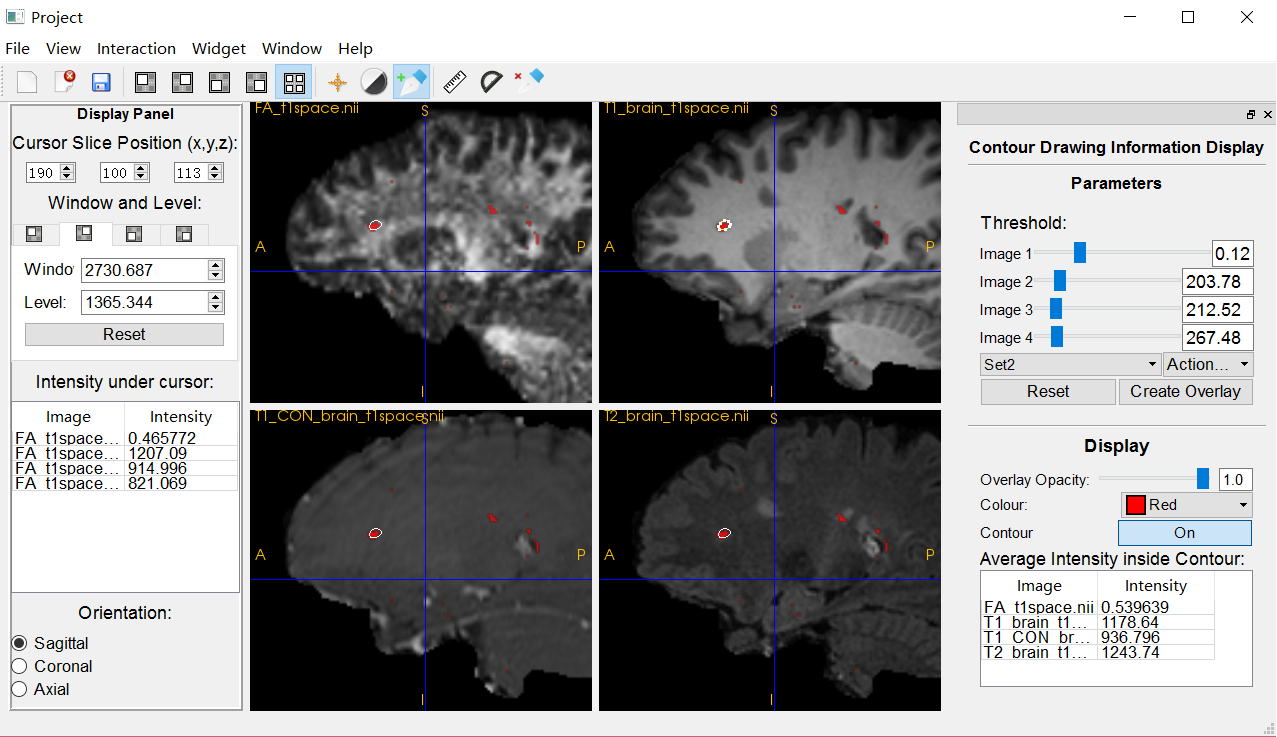 Project
File View Interaction Widget Window Help
Display Panel
Cursor Slice Position (x,y,z):
190 100 113
Window and Level:
Windo 2730.687
Level: 1365.344
Reset
Intensity under cursor:
Image Intensity
FA_t1space... 0.465772
FA_t1space... 1207.09
FA_t1space... 914.996
FA_t1space... 821.069
Orientation:
Sagittal
Coronal
Axial
FA_t1space.nii
S
A
P
I
T1_brain_t1space.nii
S
A
P
I
T1_CON_brain_t1space.nii
S
A
P
I
T2_brain_t1space.nii
S
A
P
I
Contour Drawing Information Display
Parameters
Threshold:
Image 1 0.12
Image 2 203.78
Image 3 212.52
Image 4 267.48
Set2 Action...
Reset Create Overlay
Display
Overlay Opacity: 1.0
Colour: Red
Contour On
Average Intensity inside Contour:
Image Intensity
FA_t1space.nii 0.539639
T1_brain_t1... 1178.64
T1_CON_br... 936.796
T2_brain_t1... 1243.74